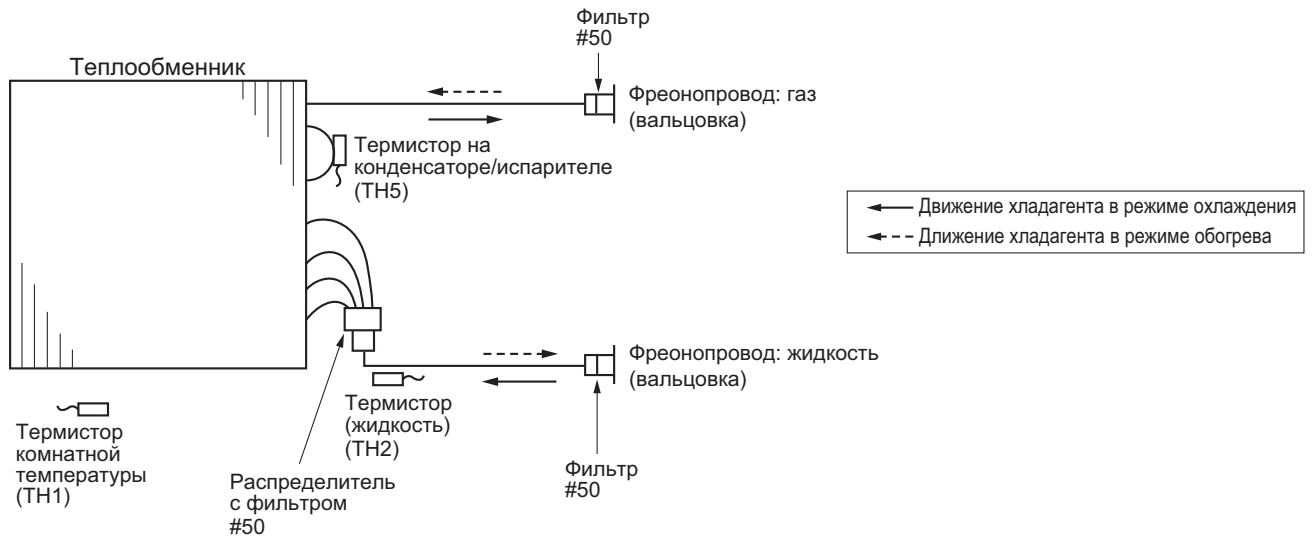 Фильтр
#50
Теплообменник
Фреонопровод: газ
(вальцовка)
Термистор на
конденсаторе/испарителе
(TH5)
Движение хладагента в режиме охлаждения
Длижение хладагента в режиме обогрева
Фреонопровод: жидкость
(вальцовка)
Термистор
(жидкость)
(TH2)
Термистор
комнатной
температуры
(TH1)
Распределитель
с фильтром
#50
Фильтр
#50